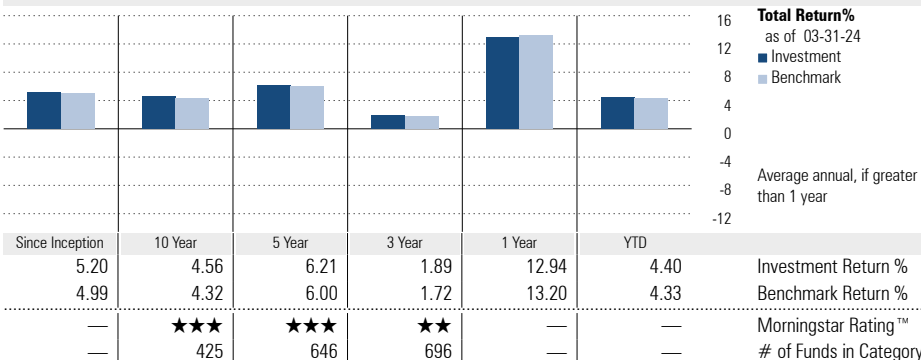 16
12
8
4
0
-4
-8
-12
Total Return%
as of 03-31-24
Investment
Benchmark
Average annual, if greater
than 1 year
Since Inception 10 Year 5 Year 3 Year 1 Year YTD
5.20 4.56 6.21 1.89 12.94 4.40 Investment Return %
4.99 4.32 6.00 1.72 13.20 4.33 Benchmark Return %
— ★★★ ★★★ ★★ — — Morningstar Rating™
— 425 646 696 — — # of Funds in Category